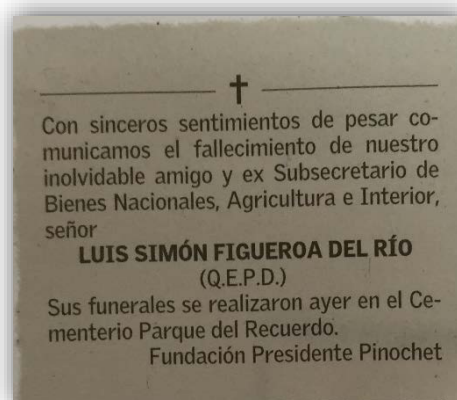 Con sinceros sentimientos de pesar co-
municamos el fallecimiento de nuestro
inolvidable amigo y ex Subsecretario de
Bienes Nacionales, Agricultura e Interior,
señor
LUIS SIMÓN FIGUEROA DEL RÍO
(Q.E.P.D.)
Sus funerales se realizaron ayer en el Ce-
menterio Parque del Recuerdo.
Fundación Presidente Pinochet